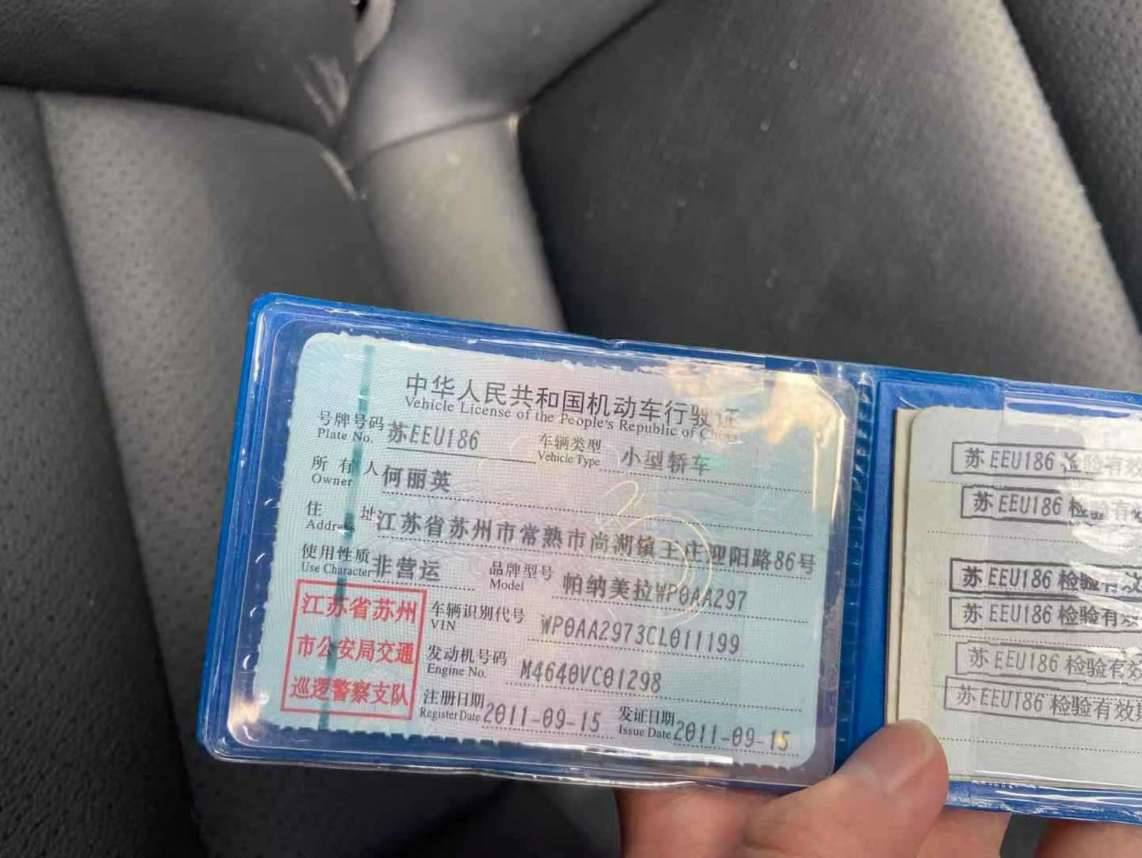 中华人民共和国机动车行驶证
Vehicle License of the People's Republic of China
号牌号码 苏EEU186 车辆类型 小型轿车
Plate No. Vehicle Type
所有人 何丽英
Owner
住址 江苏省苏州市常熟市尚湖镇王庄迎阳路86号
Address
使用性质 非营运 品牌型号 帕纳美拉WP0AA297
Use Character Model
江苏省苏州
市公安局交通
巡逻警察支队
车辆识别代号 WP0AA2973CL011199
VIN
发动机号码 M4640VC01298
Engine No.
注册日期 2011-09-15 发证日期 2011-09-15
Register Date Issue Date
苏EEU186 检验有效
苏EEU186 检验有
苏EEU186 检验有效
苏EEU186 检验有效
苏EEU186 检验有效
苏EEU186 检验有效